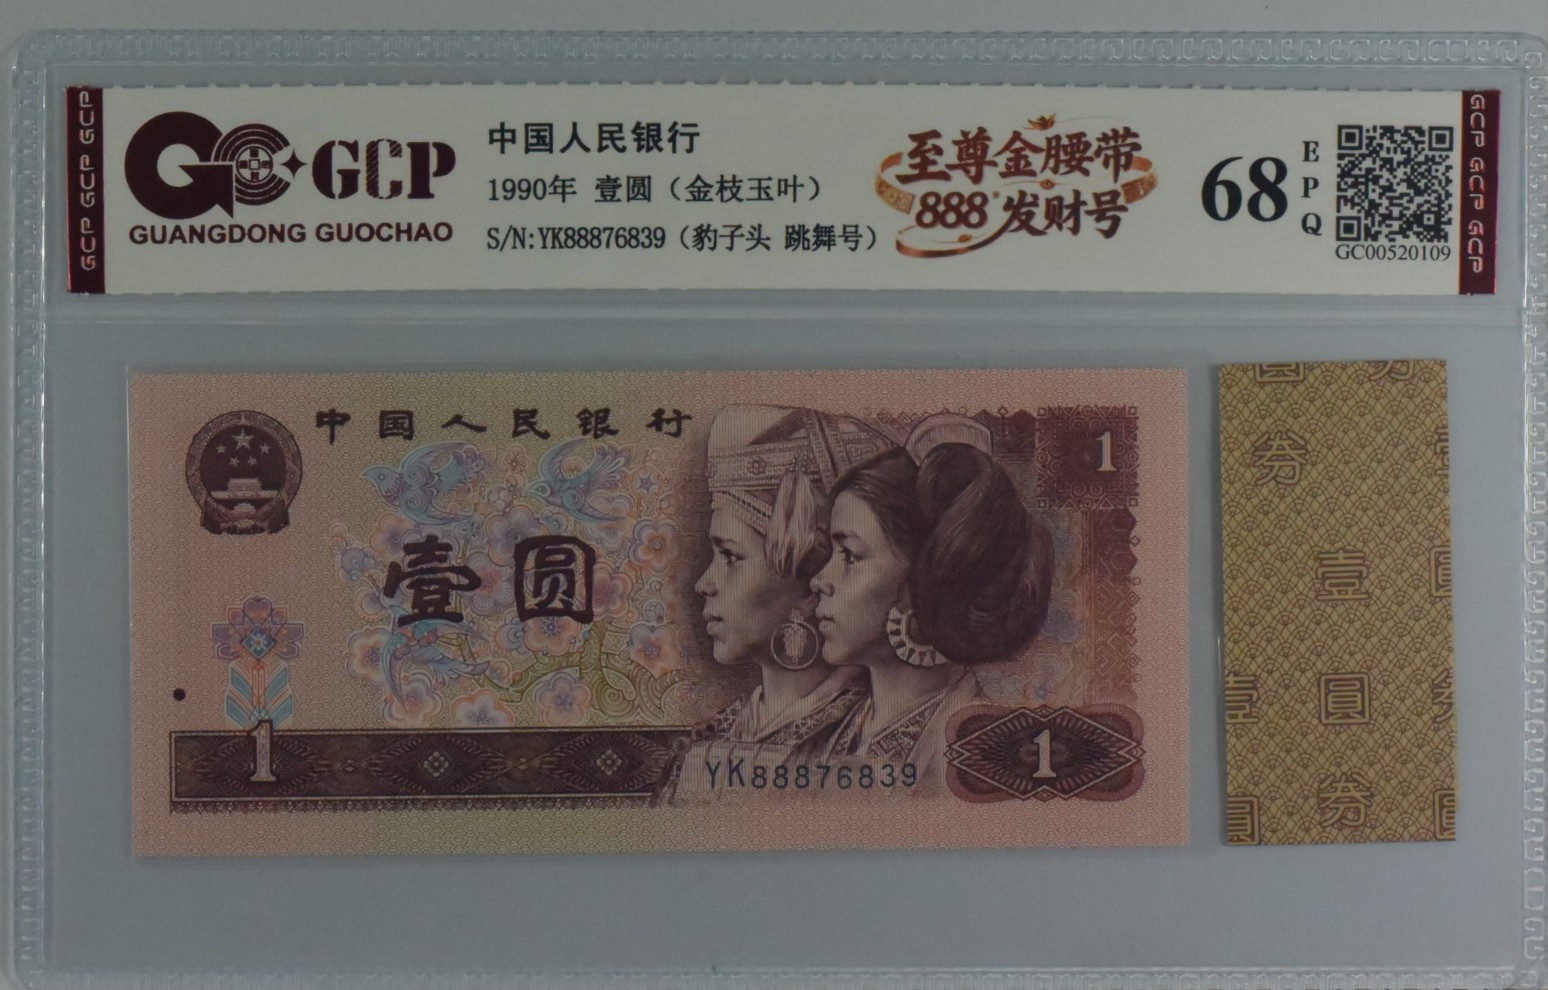 GCP GCP GCP
GCP
GUANGDONG GUOCHAO
中国人民银行
1990年 壹圆（金枝玉叶）
S/N:YK88876839（豹子头 跳舞号）
至尊金腰带
888发财号
68
EPQ
GC00520109
GCP GCP GCP
中国人民银行
1
壹圆
1
YK88876839
1
券
壹
圓
壹
圓
券